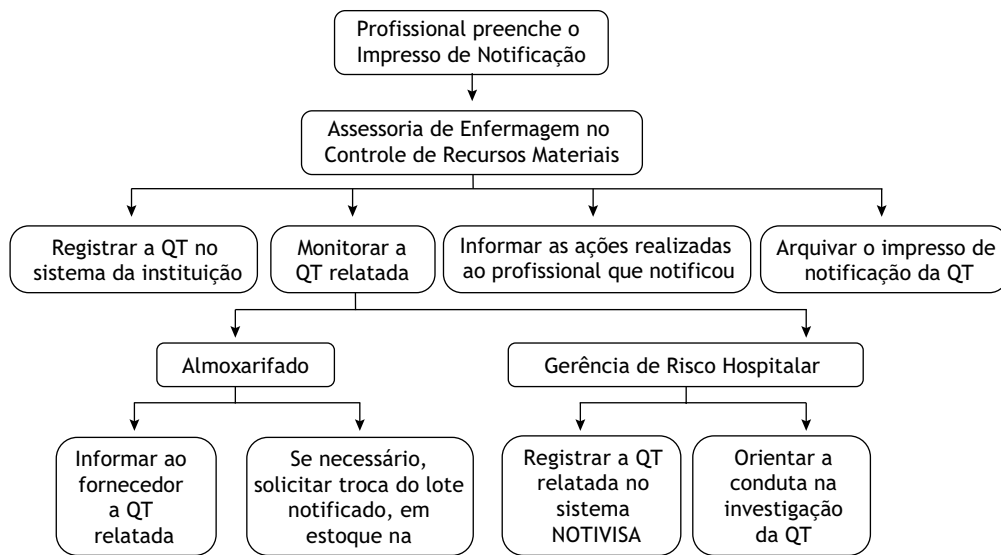 Profissional preenche o
Impresso de Notificação
Assessoria de Enfermagem no
Controle de Recursos Materiais
Registrar a QT no
sistema da instituição
Monitorar a
QT relatada
Informar as ações realizadas
ao profissional que notificou
Arquivar o impresso de
notificação da QT
Almoxarifado
Gerência de Risco Hospitalar
Informar ao
fornecedor
a QT
relatada
Se necessário,
solicitar troca do lote
notificado, em
estoque na
Registrar a QT
relatada no
sistema
NOTIVISA
Orientar a
conduta na
investigação
da QT